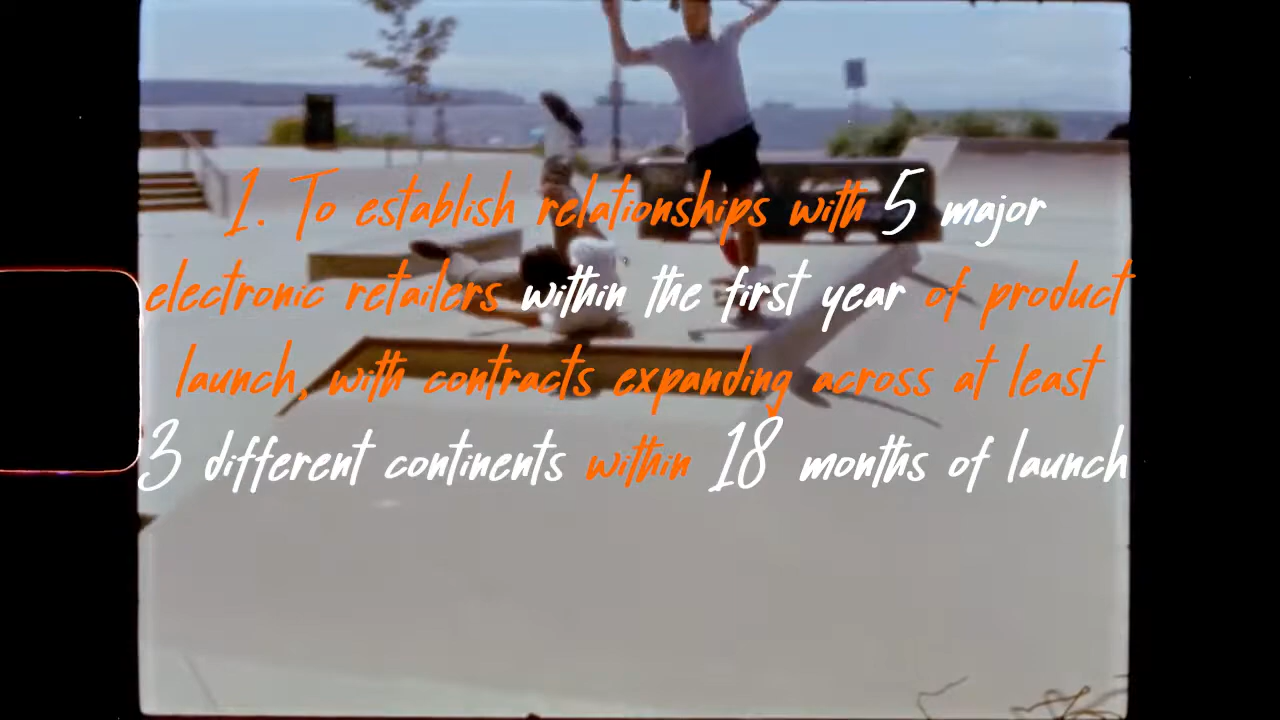 1. To establish relationships with 5 major
electronic retailers within the first year of product
launch, with contracts expanding across at least
3 different continents within 18 months of launch